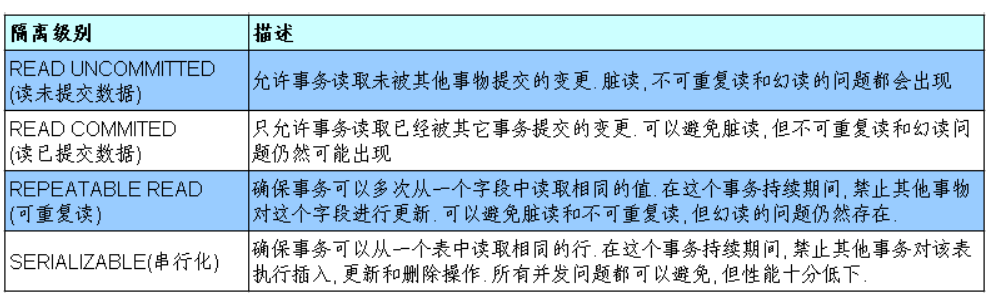 隔离级别 描述
READ UNCOMMITTED
(读未提交数据)
允许事务读取未被其他事物提交的变更.脏读,不可重复读和幻读的问题都会出现
READ COMMITED
(读已提交数据)
只允许事务读取已经被其它事务提交的变更.可以避免脏读,但不可重复读和幻读问
题仍然可能出现
REPEATABLE READ
(可重复读)
确保事务可以多次从一个字段中读取相同的值.在这个事务持续期间,禁止其他事物
对这个字段进行更新.可以避免脏读和不可重复读,但幻读的问题仍然存在.
SERIALIZABLE(串行化)
确保事务可以从一个表中读取相同的行.在这个事务持续期间,禁止其他事务对该表
执行插入,更新和删除操作.所有并发问题都可以避免,但性能十分低下.